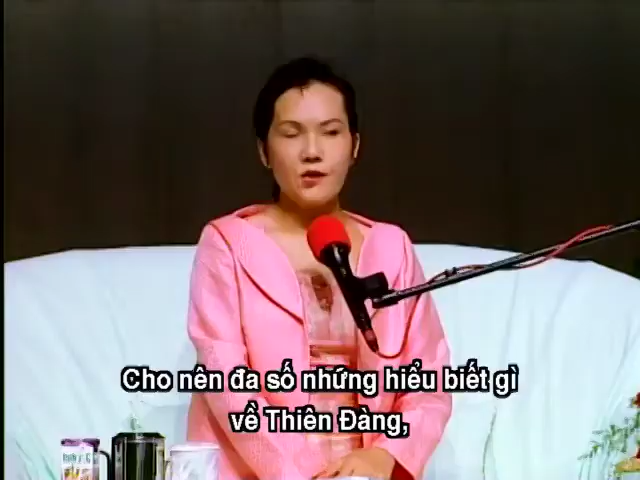 Cho nên đa số những hiểu biết gì
về Thiên Đàng,